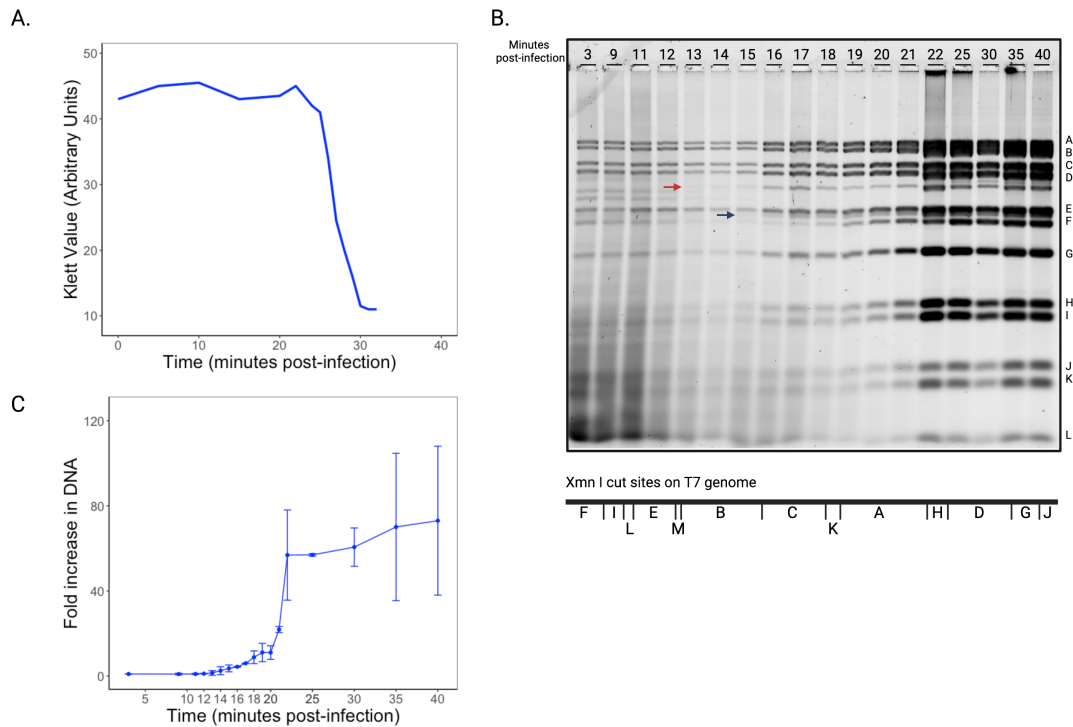 A.
Klett Value (Arbitrary Units)
50
40
30
20
10
0 10 20 30 40
Time (minutes post-infection)
B.
Minutes
post-infection
3 9 11 12 13 14 15 16 17 18 19 20 21 22 25 30 35 40
A
B
C
D
E
F
G
H
I
J
K
L
Xmn I cut sites on T7 genome
F I E B C A H D G J
L M K
C
Fold increase in DNA
120
80
40
0
5 10 12 14 16 18 20 25 30 35 40
Time (minutes post-infection)